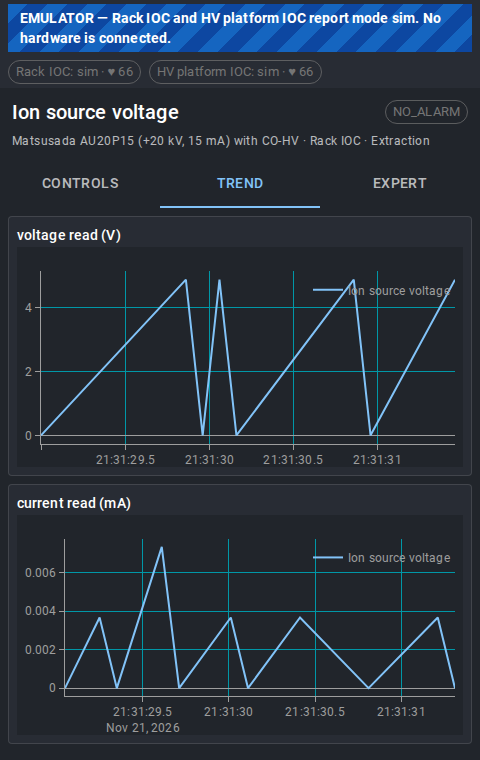 EMULATOR — Rack IOC and HV platform IOC report mode sim. No
hardware is connected.
Rack IOC: sim · ♥ 66
HV platform IOC: sim · ♥ 66
Ion source voltage
NO_ALARM
Matsusada AU20P15 (+20 kV, 15 mA) with CO-HV · Rack IOC · Extraction
CONTROLS
TREND
EXPERT
voltage read (V)
Ion source voltage
4
2
0
21:31:29.5
21:31:30
21:31:30.5
21:31:31
current read (mA)
Ion source voltage
0.006
0.004
0.002
0
21:31:29.5
21:31:30
21:31:30.5
21:31:31
Nov 21, 2026